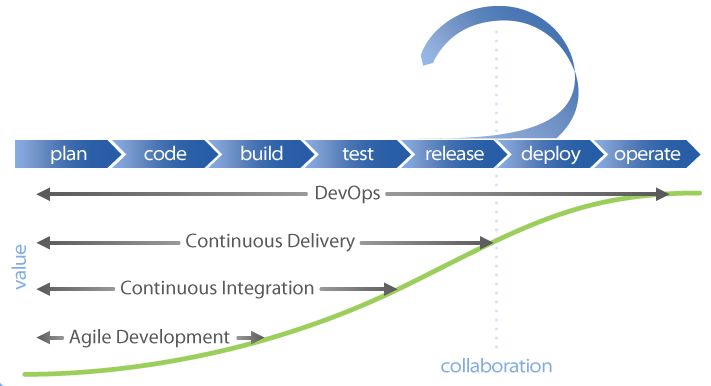 plan code build test release deploy operate
DevOps
Continuous Delivery
value
Continuous Integration
Agile Development
collaboration